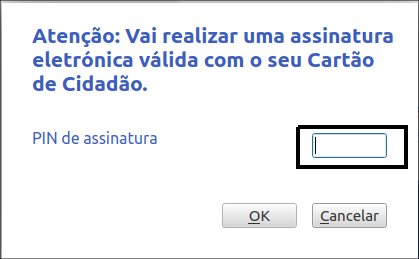 Atenção: Vai realizar uma assinatura
eletrónica válida com o seu Cartão
de Cidadão.
PIN de assinatura
OK
Cancelar